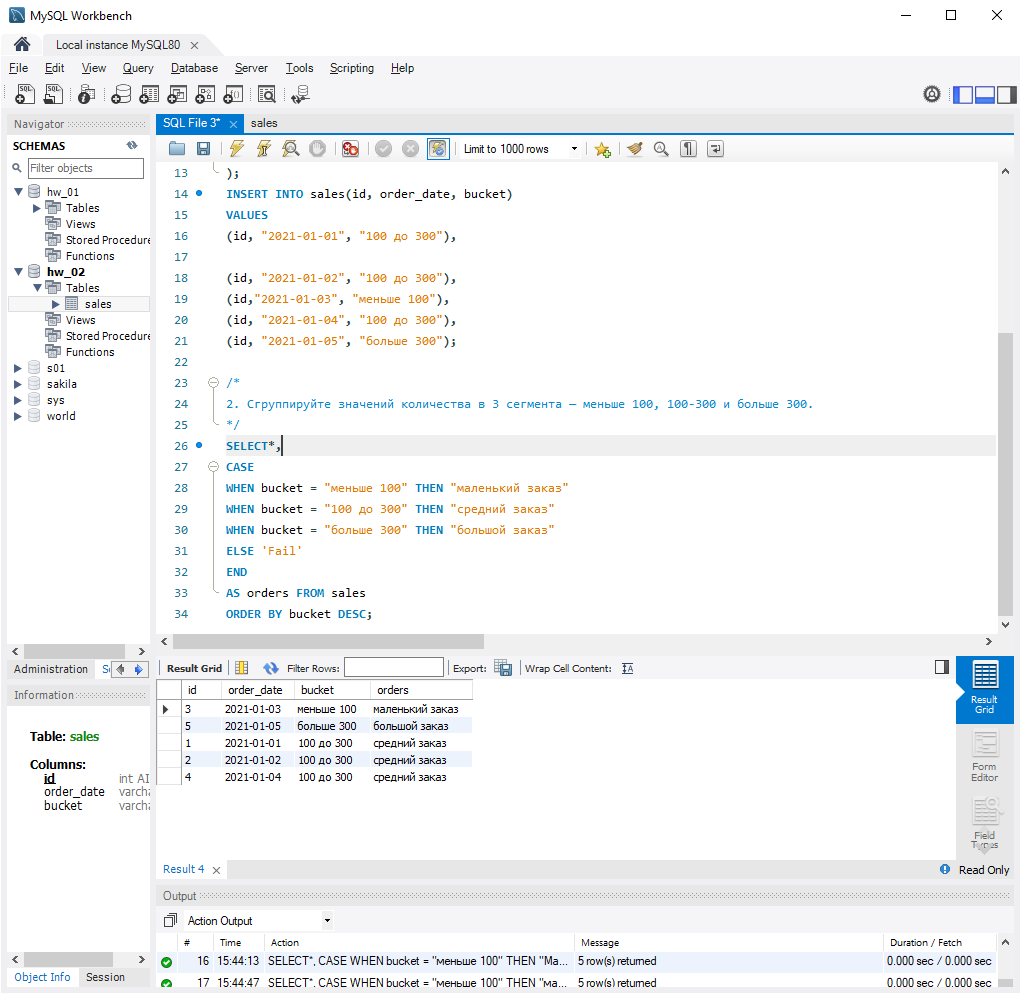 MySQL Workbench
Local instance MySQL80
File Edit View Query Database Server Tools Scripting Help
Navigator
SCHEMAS
Filter objects
hw_01
Tables
Views
Stored Procedure
Functions
hw_02
Tables
sales
Views
Stored Procedure
Functions
s01
sakila
sys
world
Administration
Information
Table: sales
Columns:
id int AI
order_date varcha
bucket varcha
Object Info Session
SQL File 3* sales
Limit to 1000 rows
13 );
14 INSERT INTO sales(id, order_date, bucket)
15 VALUES
16 (id, "2021-01-01", "100 до 300"),
17
18 (id, "2021-01-02", "100 до 300"),
19 (id,"2021-01-03", "меньше 100"),
20 (id, "2021-01-04", "100 до 300"),
21 (id, "2021-01-05", "больше 300");
22
23 /*
24 2. Сгруппируйте значений количества в 3 сегмента — меньше 100, 100-300 и больше 300.
25 */
26 SELECT*,
27 CASE
28 WHEN bucket = "меньше 100" THEN "маленький заказ"
29 WHEN bucket = "100 до 300" THEN "средний заказ"
30 WHEN bucket = "больше 300" THEN "большой заказ"
31 ELSE 'Fail'
32 END
33 AS orders FROM sales
34 ORDER BY bucket DESC;
Result Grid Filter Rows: Export: Wrap Cell Content:
id order_date bucket orders
3 2021-01-03 меньше 100 маленький заказ
5 2021-01-05 больше 300 большой заказ
1 2021-01-01 100 до 300 средний заказ
2 2021-01-02 100 до 300 средний заказ
4 2021-01-04 100 до 300 средний заказ
Result
Grid
Form
Editor
Field
Types
Result 4
Read Only
Output
Action Output
# Time Action Message Duration / Fetch
16 15:44:13 SELECT*, CASE WHEN bucket = "меньше 100" THEN "Ма... 5 row(s) returned 0.000 sec / 0.000 sec
17 15:44:47 SELECT*, CASE WHEN bucket = "меньше 100" THEN "ма... 5 row(s) returned 0.000 sec / 0.000 sec